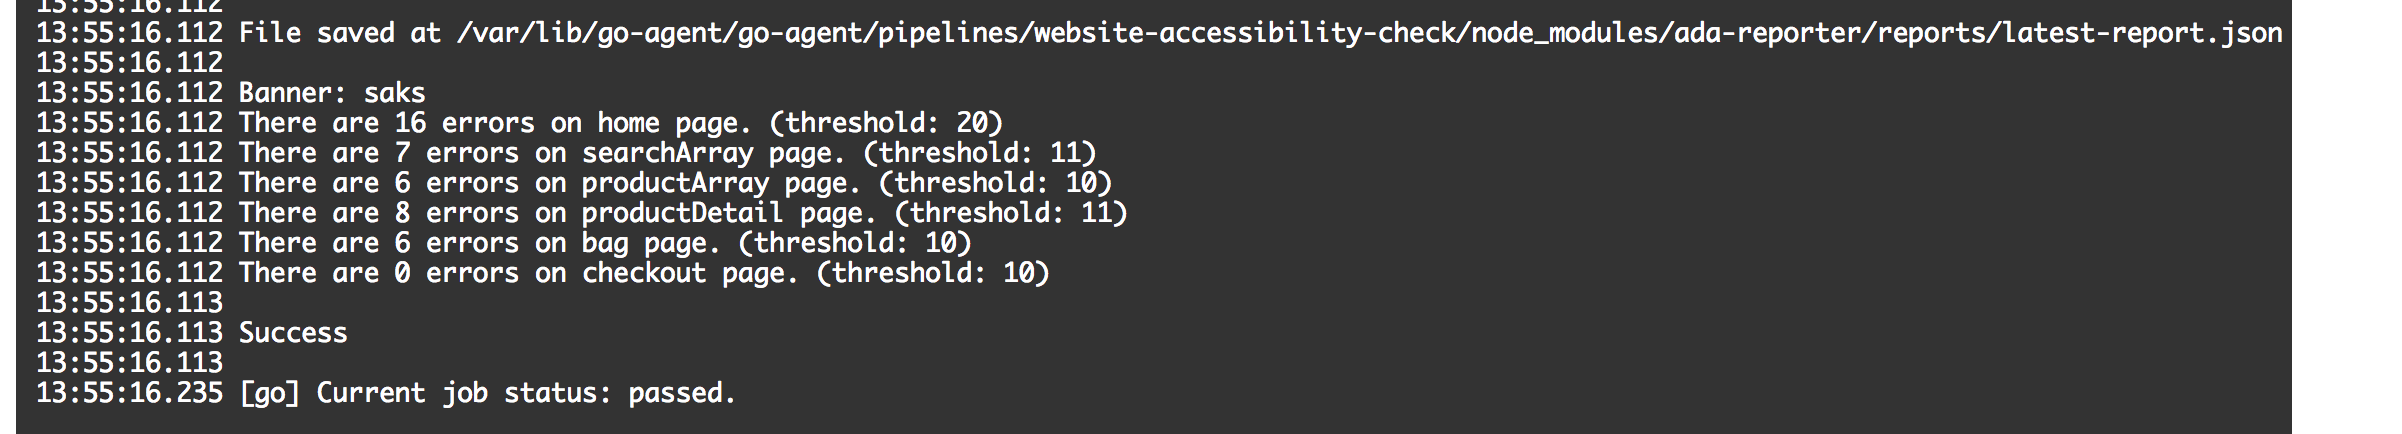 13:55:16.112
13:55:16.112 File saved at /var/lib/go-agent/go-agent/pipelines/website-accessibility-check/node_modules/ada-reporter/reports/latest-report.json
13:55:16.112
13:55:16.112 Banner: saks
13:55:16.112 There are 16 errors on home page. (threshold: 20)
13:55:16.112 There are 7 errors on searchArray page. (threshold: 11)
13:55:16.112 There are 6 errors on productArray page. (threshold: 10)
13:55:16.112 There are 8 errors on productDetail page. (threshold: 11)
13:55:16.112 There are 6 errors on bag page. (threshold: 10)
13:55:16.112 There are 0 errors on checkout page. (threshold: 10)
13:55:16.113
13:55:16.113 Success
13:55:16.113
13:55:16.235 [go] Current job status: passed.